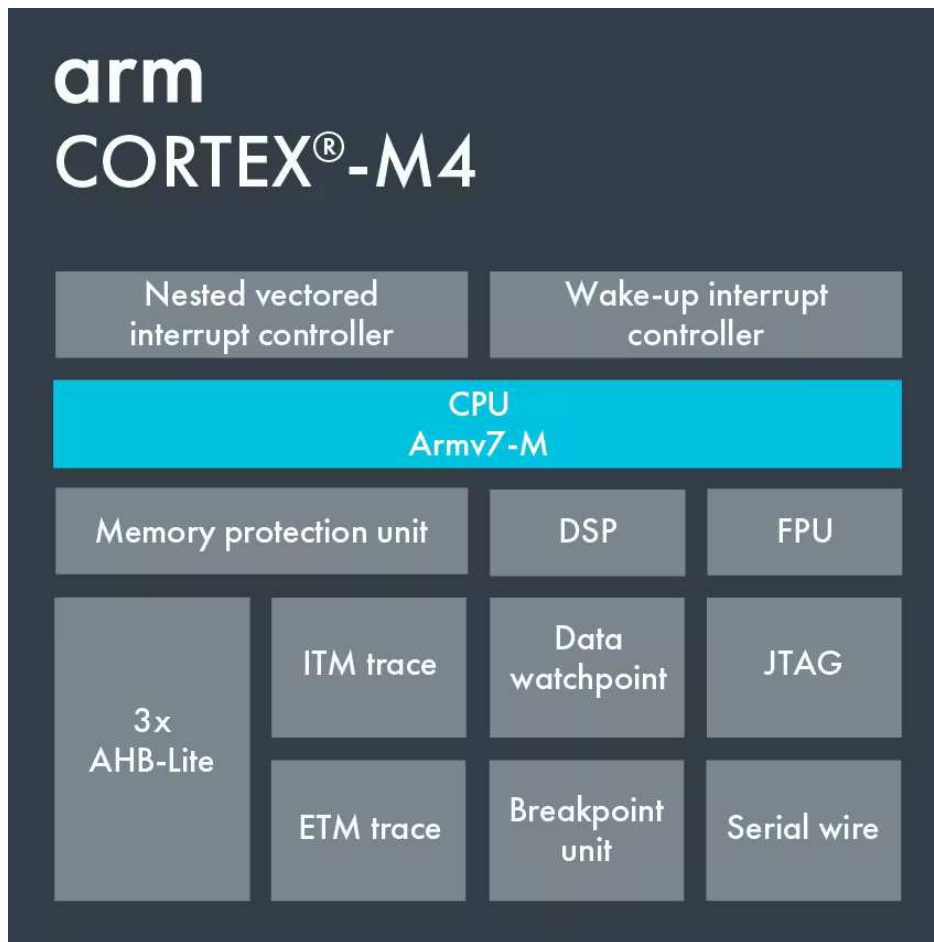 arm
CORTEX®-M4
Nested vectored
interrupt controller
Wake-up interrupt
controller
CPU
Armv7-M
Memory protection unit
DSP
FPU
3x
AHB-Lite
ITM trace
Data
watchpoint
JTAG
ETM trace
Breakpoint
unit
Serial wire